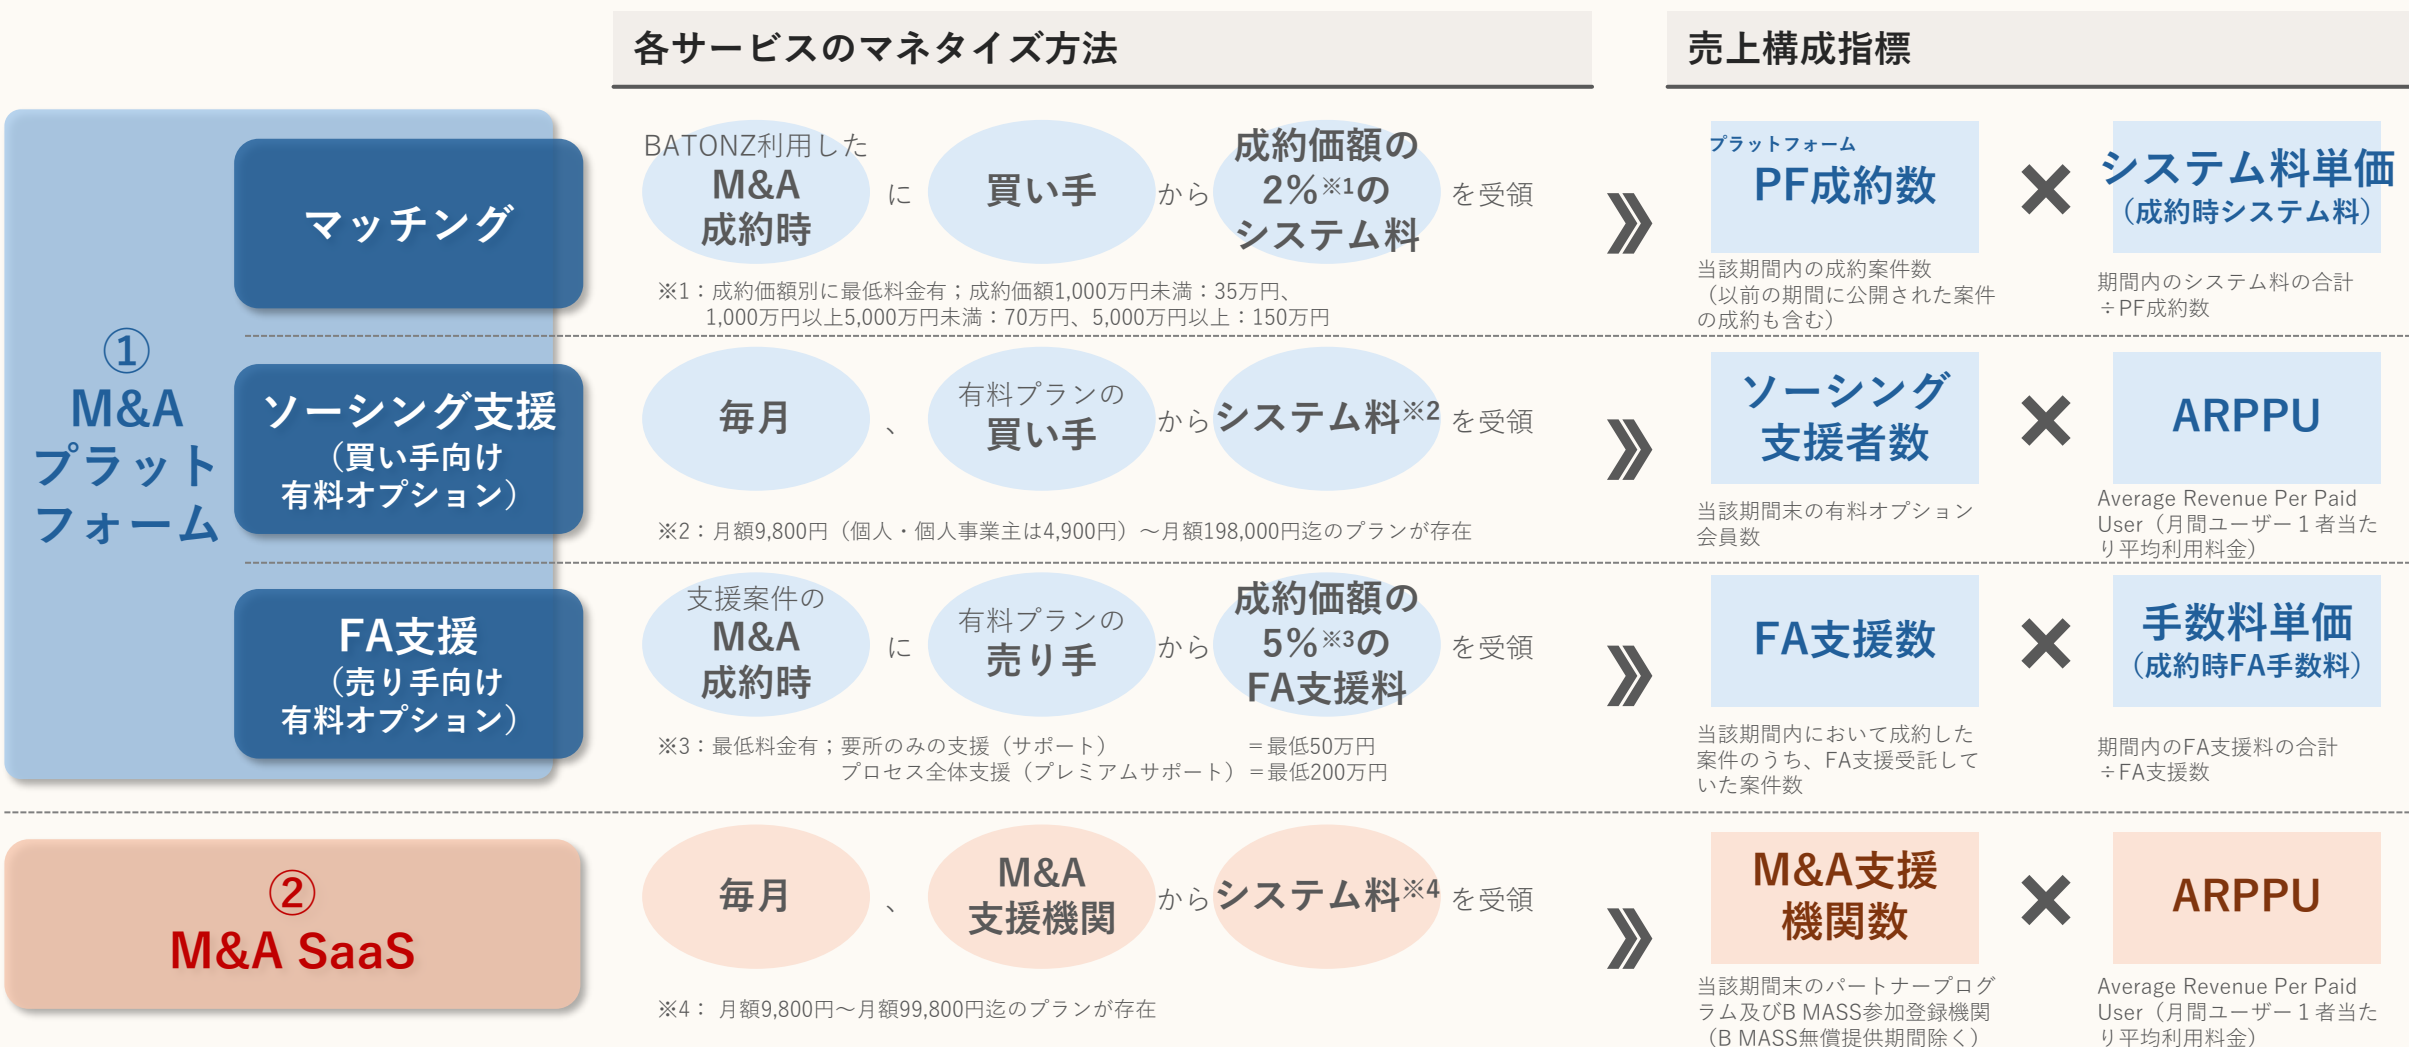 各サービスのマネタイズ方法
売上構成指標
①
M&A
プラット
フォーム
マッチング
BATONZ利用した
M&A
成約時
に
買い手
から
成約価額の
2%※1の
システム料
を受領
※1：成約価額別に最低料金有；成約価額1,000万円未満：35万円、
1,000万円以上5,000万円未満：70万円、5,000万円以上：150万円
プラットフォーム
PF成約数
システム料単価
（成約時システム料）
当該期間内の成約案件数
（以前の期間に公開された案件
の成約も含む）
期間内のシステム料の合計
÷PF成約数
ソーシング支援
（買い手向け
有料オプション）
毎月
、
有料プランの
買い手
から
システム料※2
を受領
※2：月額9,800円（個人・個人事業主は4,900円）～月額198,000円迄のプランが存在
ソーシング
支援者数
ARPPU
当該期間末の有料オプション
会員数
Average Revenue Per Paid
User（月間ユーザー１者当た
り平均利用料金）
FA支援
（売り手向け
有料オプション）
支援案件の
M&A
成約時
に
有料プランの
売り手
から
成約価額の
5%※3の
FA支援料
を受領
※3：最低料金有；要所のみの支援（サポート）　＝最低50万円
プロセス全体支援（プレミアムサポート）＝最低200万円
FA支援数
手数料単価
（成約時FA手数料）
当該期間内において成約した
案件のうち、FA支援受託して
いた案件数
期間内のFA支援料の合計
÷FA支援数
②
M&A SaaS
毎月
、
M&A
支援機関
から
システム料※4
を受領
※4： 月額9,800円～月額99,800円迄のプランが存在
M&A支援
機関数
ARPPU
当該期間末のパートナープログ
ラム及びB MASS参加登録機関
（B MASS無償提供期間除く）
Average Revenue Per Paid
User（月間ユーザー１者当た
り平均利用料金）